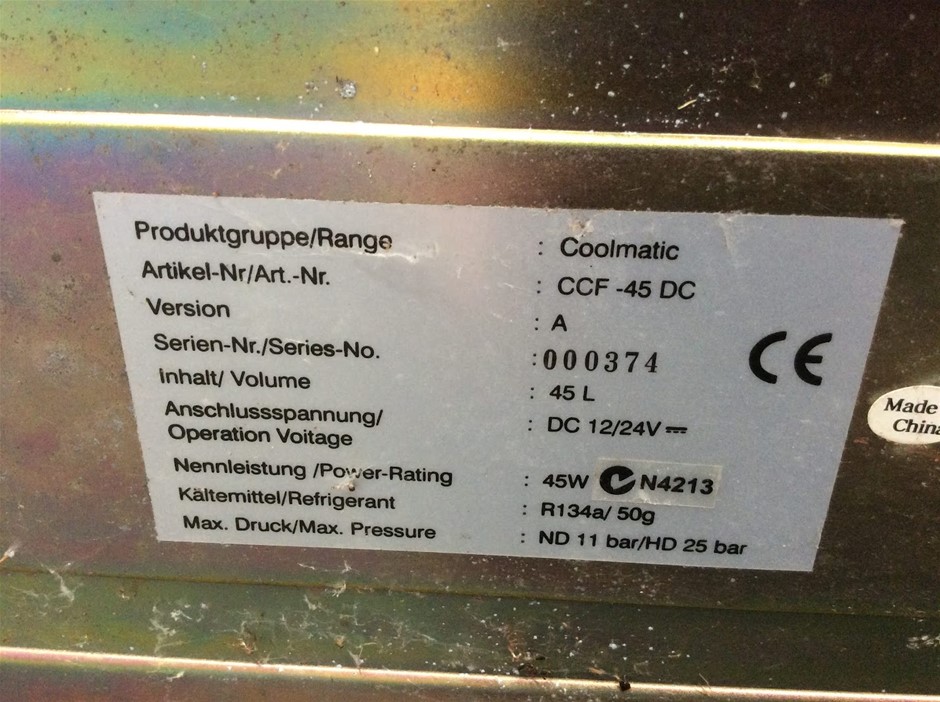 Produktgruppe/Range : Coolmatic
Artikel-Nr/Art.-Nr. : CCF -45 DC
Version : A
Serien-Nr./Series-No. :000374
Inhalt/ Volume : 45 L
Anschlussspannung/
Operation Voitage : DC 12/24V
Nennleistung /Power-Rating : 45W N4213
Kältemittel/Refrigerant : R134a/ 50g
Max. Druck/Max. Pressure : ND 11 bar/HD 25 bar
CE
Made
China